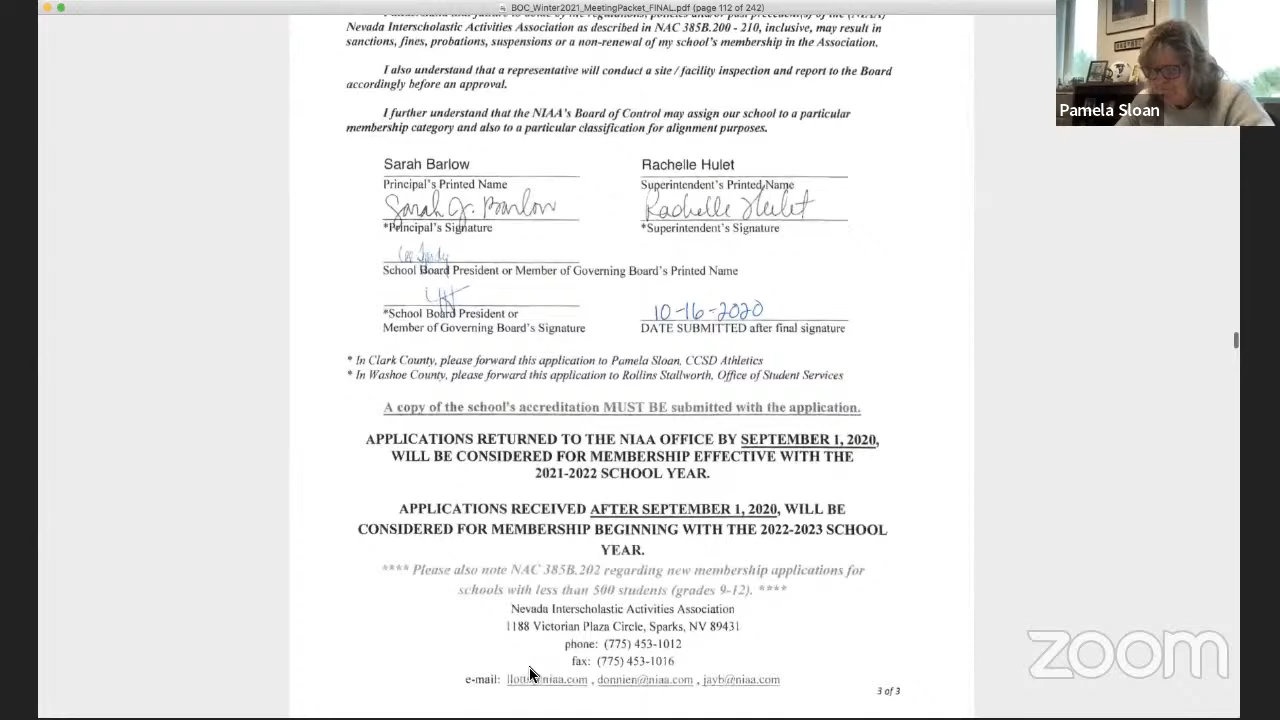 BOC_Winter2021_MeetingPacket_FINAL.pdf (page 112 of 242)
Nevada Interscholastic Activities Association as described in NAC 385B.200 - 210, inclusive, may result in
sanctions, fines, probations, suspensions or a non-renewal of my school's membership in the Association.
I also understand that a representative will conduct a site / facility inspection and report to the Board
accordingly before an approval.
I further understand that the NIAA's Board of Control may assign our school to a particular
membership category and also to a particular classification for alignment purposes.
Sarah Barlow
Rachelle Hulet
Principal's Printed Name
Superintendent's Printed Name
Sarah J. Barlow
Rachelle Hulet
*Principal's Signature
*Superintendent's Signature
School Board President or Member of Governing Board's Printed Name
10-16-2020
*School Board President or
Member of Governing Board's Signature
DATE SUBMITTED after final signature
* In Clark County, please forward this application to Pamela Sloan, CCSD Athletics
* In Washoe County, please forward this application to Rollins Stallworth, Office of Student Services
A copy of the school's accreditation MUST BE submitted with the application.
APPLICATIONS RETURNED TO THE NIAA OFFICE BY SEPTEMBER 1, 2020,
WILL BE CONSIDERED FOR MEMBERSHIP EFFECTIVE WITH THE
2021-2022 SCHOOL YEAR.
APPLICATIONS RECEIVED AFTER SEPTEMBER 1, 2020, WILL BE
CONSIDERED FOR MEMBERSHIP BEGINNING WITH THE 2022-2023 SCHOOL
YEAR.
**** Please also note NAC 385B.202 regarding new membership applications for
schools with less than 500 students (grades 9-12). ****
Nevada Interscholastic Activities Association
1188 Victorian Plaza Circle, Sparks, NV 89431
phone: (775) 453-1012
fax: (775) 453-1016
e-mail: , donnien@niaa.com , jayb@niaa.com
3 of 3
Pamela Sloan
zoom